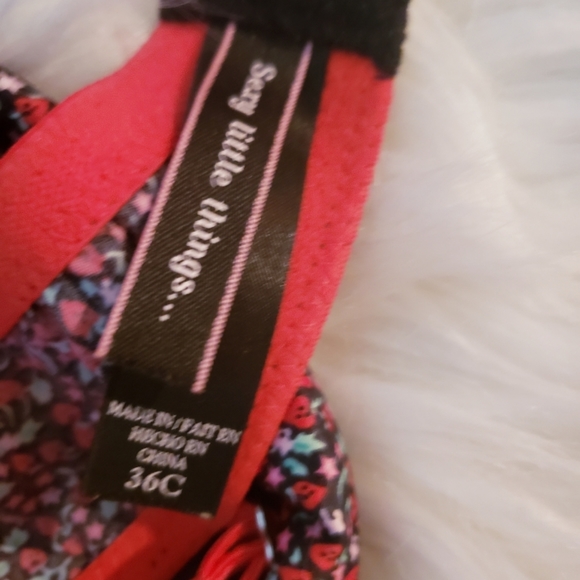 Sexy little things...
MADE IN / FAIT EN
HECHO EN
CHINA
36C